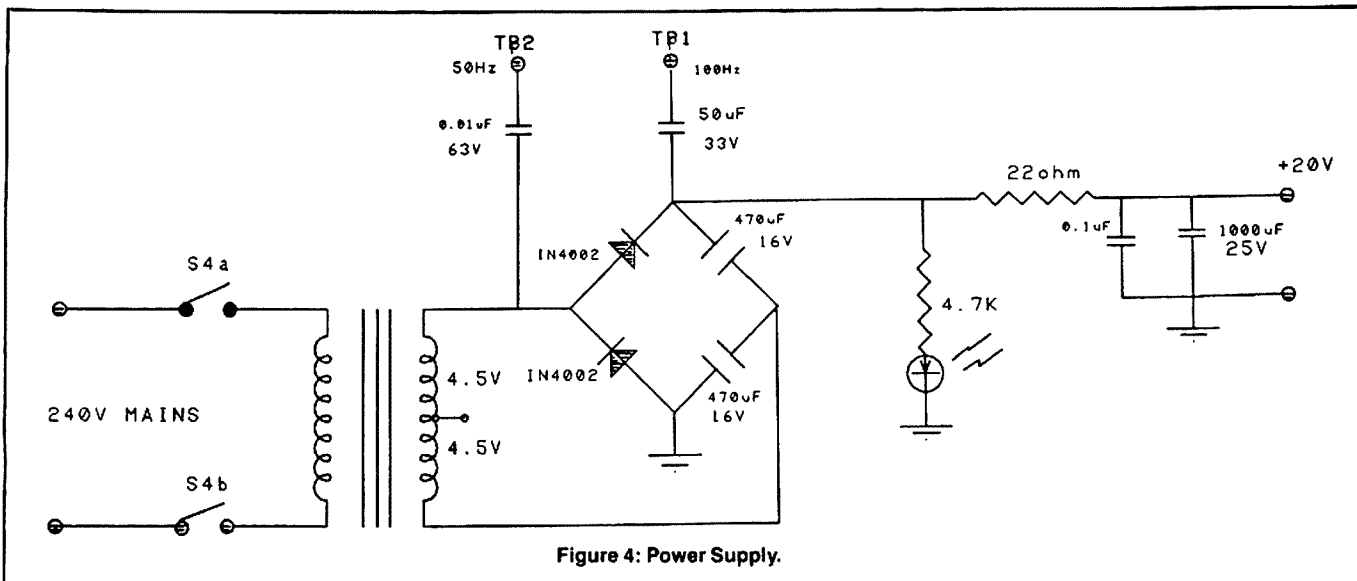 TB2
TB1
50Hz
100Hz
0.01uF
63V
50uF
33V
22ohm
+20V
470uF
16V
0.1uF
1000uF
25V
IN4002
S4a
4.7K
4.5V
IN4002
240V MAINS
4.5V
470uF
16V
S4b
Figure 4: Power Supply.